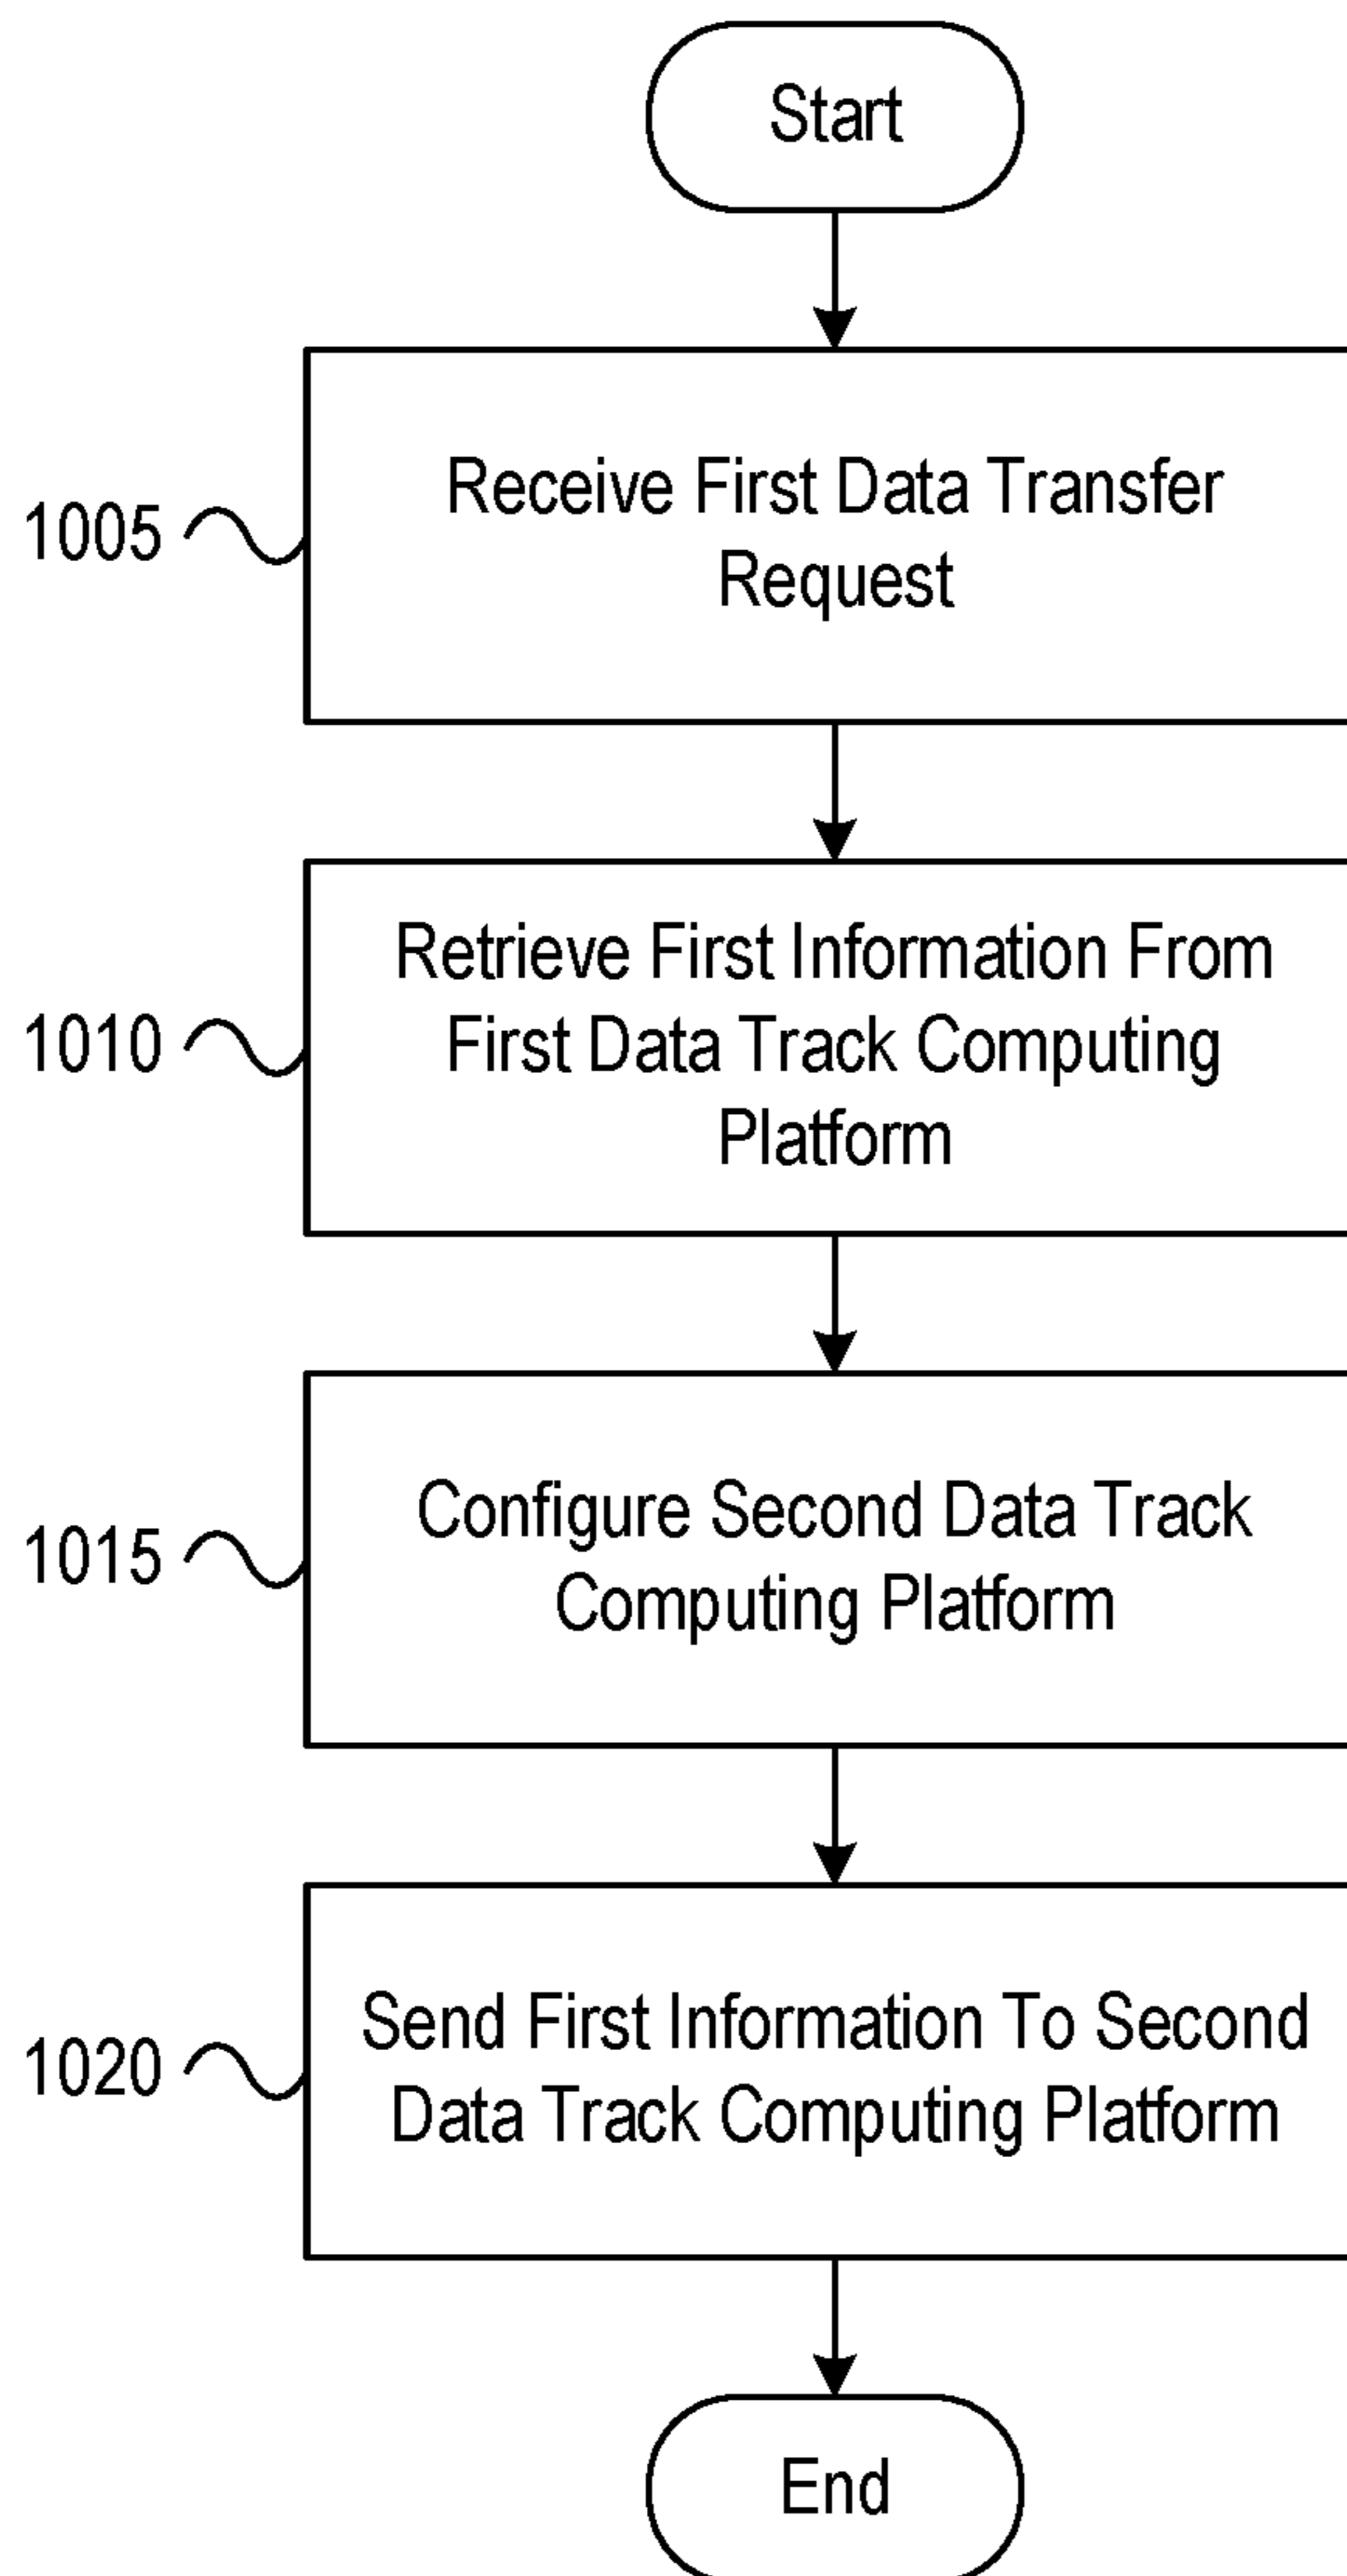 Start
1005
Receive First Data Transfer
Request
1010
Retrieve First Information From
First Data Track Computing
Platform
1015
Configure Second Data Track
Computing Platform
1020
Send First Information To Second
Data Track Computing Platform
End